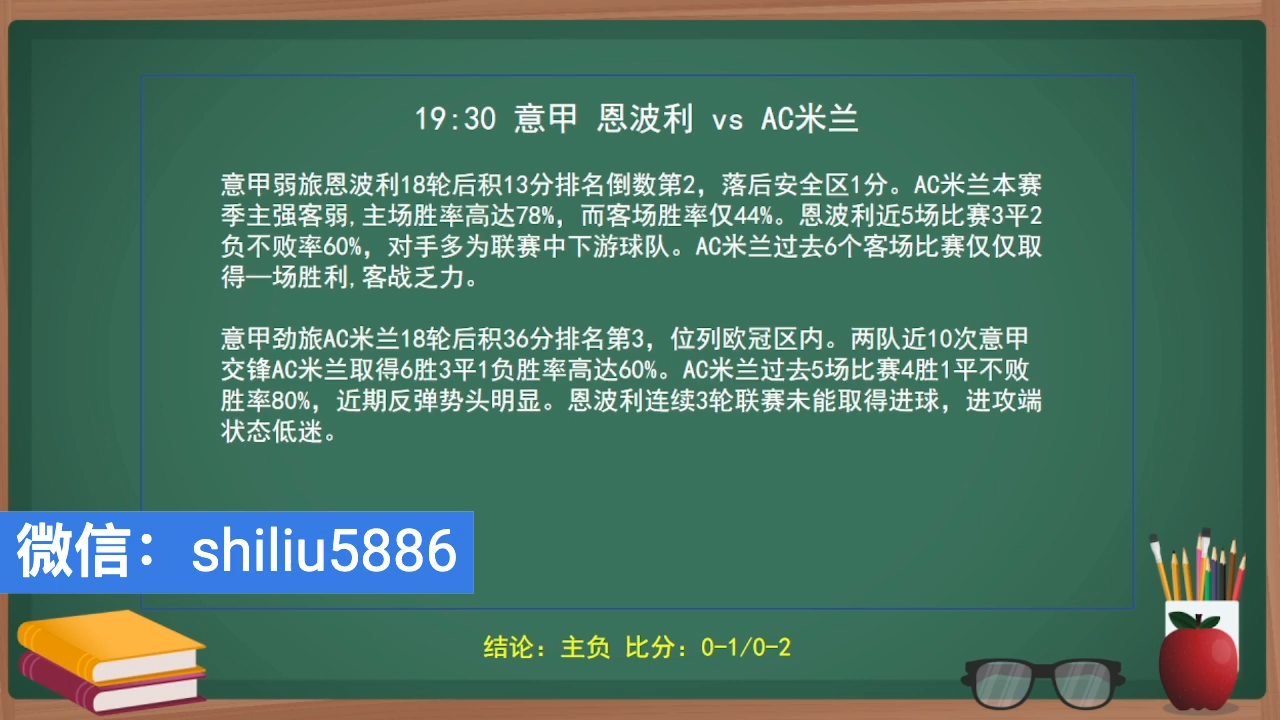 19:30 意甲 恩波利 vs AC米兰
意甲弱旅恩波利18轮后积13分排名倒数第2，落后安全区1分。AC米兰本赛
季主强客弱,主场胜率高达78%，而客场胜率仅44%。恩波利近5场比赛3平2
负不败率60%，对手多为联赛中下游球队。AC米兰过去6个客场比赛仅仅取
得一场胜利,客战乏力。
意甲劲旅AC米兰18轮后积36分排名第3，位列欧冠区内。两队近10次意甲
交锋AC米兰取得6胜3平1负胜率高达60%。AC米兰过去5场比赛4胜1平不败
胜率80%，近期反弹势头明显。恩波利连续3轮联赛未能取得进球，进攻端
状态低迷。
微信：shiliu5886
结论：主负 比分：0-1/0-2